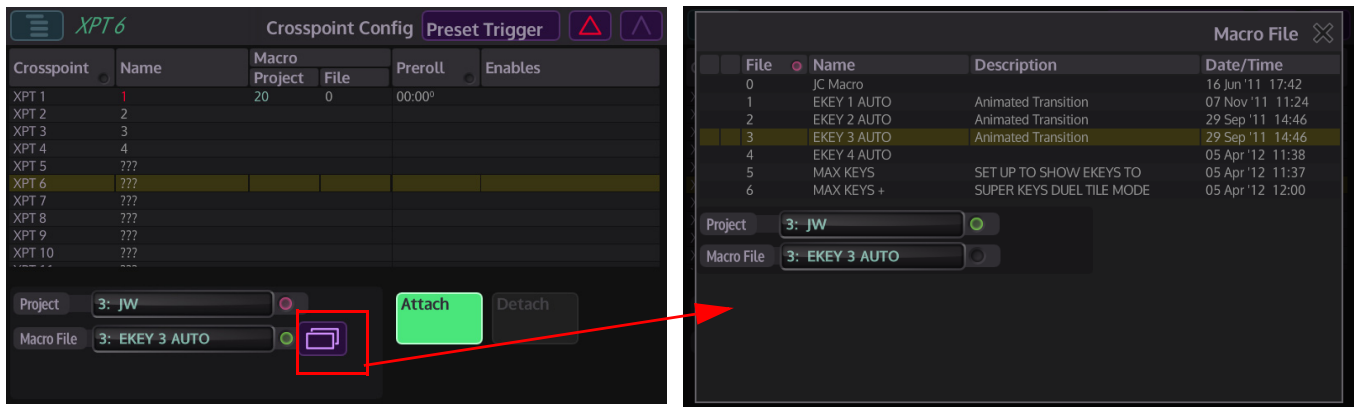 XPT 6 Crosspoint Config Preset Trigger
Crosspoint Name Macro Preroll Enables
Project File
XPT 1 1 20 0 00:00⁰
XPT 2 2
XPT 3 3
XPT 4 4
XPT 5 ???
XPT 6 ???
XPT 7 ???
XPT 8 ???
XPT 9 ???
XPT 10 ???
Project 3: JW
Macro File 3: EKEY 3 AUTO
Attach Detach
Macro File
File Name Description Date/Time
0 JC Macro 16 Jun '11 17:42
1 EKEY 1 AUTO Animated Transition 07 Nov '11 11:24
2 EKEY 2 AUTO Animated Transition 29 Sep '11 14:46
3 EKEY 3 AUTO Animated Transition 29 Sep '11 14:46
4 EKEY 4 AUTO 05 Apr '12 11:38
5 MAX KEYS SET UP TO SHOW EKEYS TO 05 Apr '12 11:37
6 MAX KEYS + SUPER KEYS DUEL TILE MODE 05 Apr '12 12:00
Project 3: JW
Macro File 3: EKEY 3 AUTO